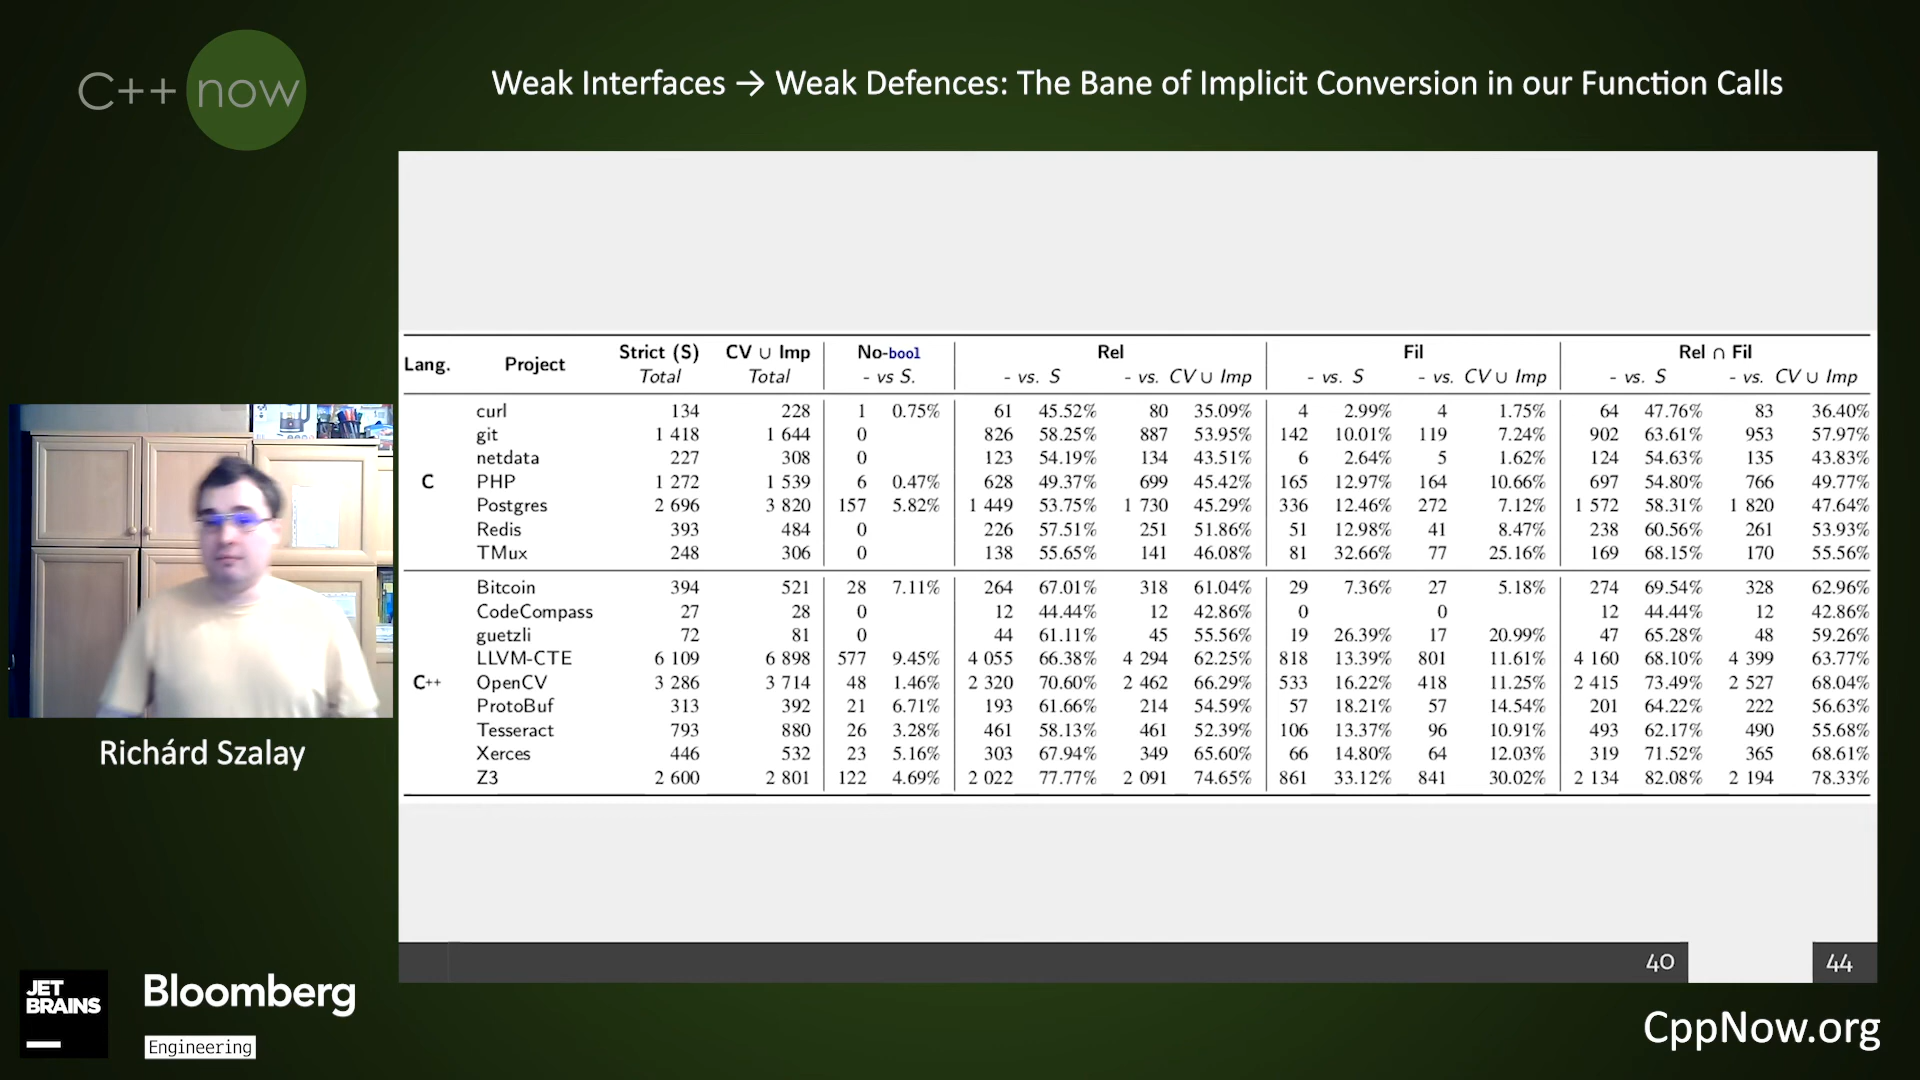 C++ now
Weak Interfaces → Weak Defences: The Bane of Implicit Conversion in our Function Calls
Lang. Project Strict (S) CV ∪ Imp No-bool Rel Fil Rel ∩ Fil
Total Total - vs S. - vs. S - vs. CV ∪ Imp - vs. S - vs. CV ∪ Imp - vs. S - vs. CV ∪ Imp
C
curl 134 228 1 0.75% 61 45.52% 80 35.09% 4 2.99% 4 1.75% 64 47.76% 83 36.40%
git 1 418 1 644 0 826 58.25% 887 53.95% 142 10.01% 119 7.24% 902 63.61% 953 57.97%
netdata 227 308 0 123 54.19% 134 43.51% 6 2.64% 5 1.62% 124 54.63% 135 43.83%
PHP 1 272 1 539 6 0.47% 628 49.37% 699 45.42% 165 12.97% 164 10.66% 697 54.80% 766 49.77%
Postgres 2 696 3 820 157 5.82% 1 449 53.75% 1 730 45.29% 336 12.46% 272 7.12% 1 572 58.31% 1 820 47.64%
Redis 393 484 0 226 57.51% 251 51.86% 51 12.98% 41 8.47% 238 60.56% 261 53.93%
TMux 248 306 0 138 55.65% 141 46.08% 81 32.66% 77 25.16% 169 68.15% 170 55.56%
C++
Bitcoin 394 521 28 7.11% 264 67.01% 318 61.04% 29 7.36% 27 5.18% 274 69.54% 328 62.96%
CodeCompass 27 28 0 12 44.44% 12 42.86% 0 0 12 44.44% 12 42.86%
guetzli 72 81 0 44 61.11% 45 55.56% 19 26.39% 17 20.99% 47 65.28% 48 59.26%
LLVM-CTE 6 109 6 898 577 9.45% 4 055 66.38% 4 294 62.25% 818 13.39% 801 11.61% 4 160 68.10% 4 399 63.77%
OpenCV 3 286 3 714 48 1.46% 2 320 70.60% 2 462 66.29% 533 16.22% 418 11.25% 2 415 73.49% 2 527 68.04%
ProtoBuf 313 392 21 6.71% 193 61.66% 214 54.59% 57 18.21% 57 14.54% 201 64.22% 222 56.63%
Tesseract 793 880 26 3.28% 461 58.13% 461 52.39% 106 13.37% 96 10.91% 493 62.17% 490 55.68%
Xerces 446 532 23 5.16% 303 67.94% 349 65.60% 66 14.80% 64 12.03% 319 71.52% 365 68.61%
Z3 2 600 2 801 122 4.69% 2 022 77.77% 2 091 74.65% 861 33.12% 841 30.02% 2 134 82.08% 2 194 78.33%
Richárd Szalay
40 44
JET
BRAINS
Bloomberg
Engineering
CppNow.org